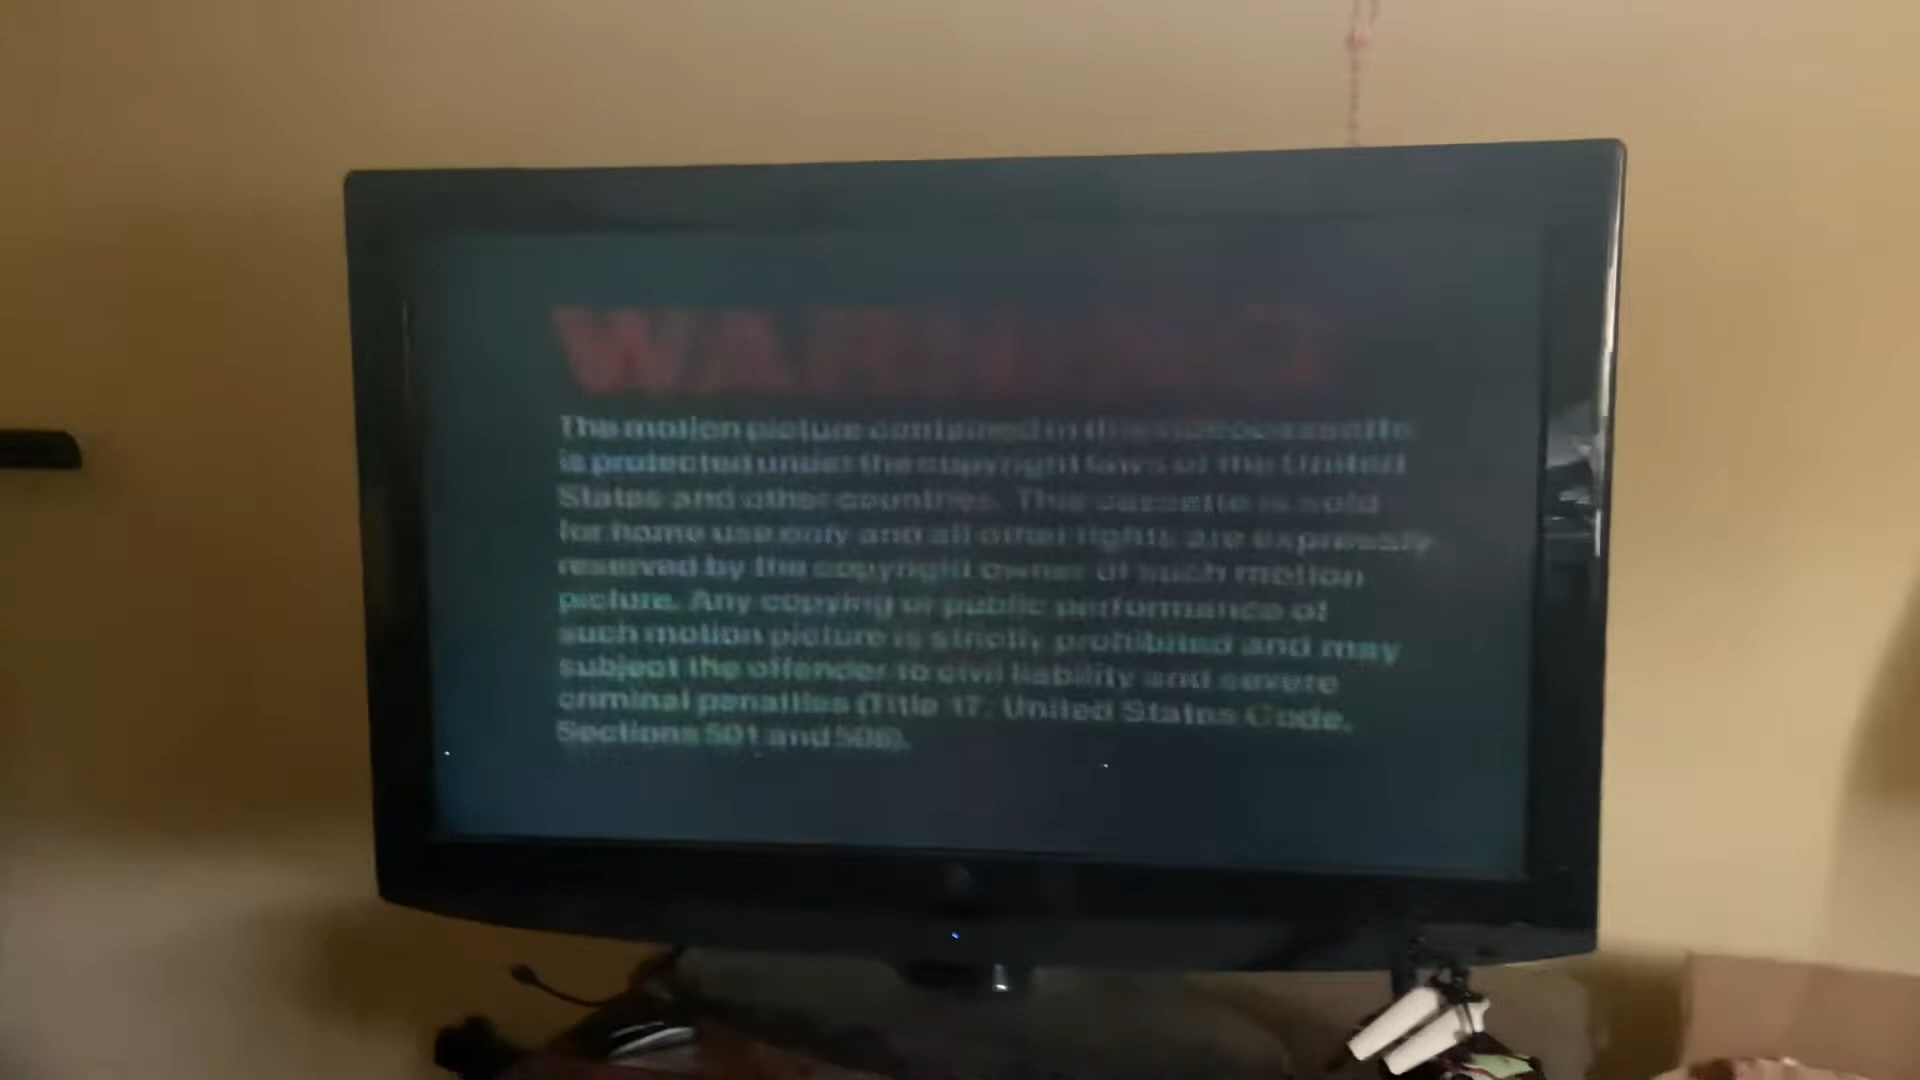 WARNING
The motion picture contained in this videocassette
is protected under the copyright laws of the United
States and other countries. This cassette is sold
for home use only and all other rights are expressly
reserved by the copyright owner of such motion
picture. Any copying or public performance of
such motion picture is strictly prohibited and may
subject the offender to civil liability and severe
criminal penalties (Title 17, United States Code,
Sections 501 and 506).